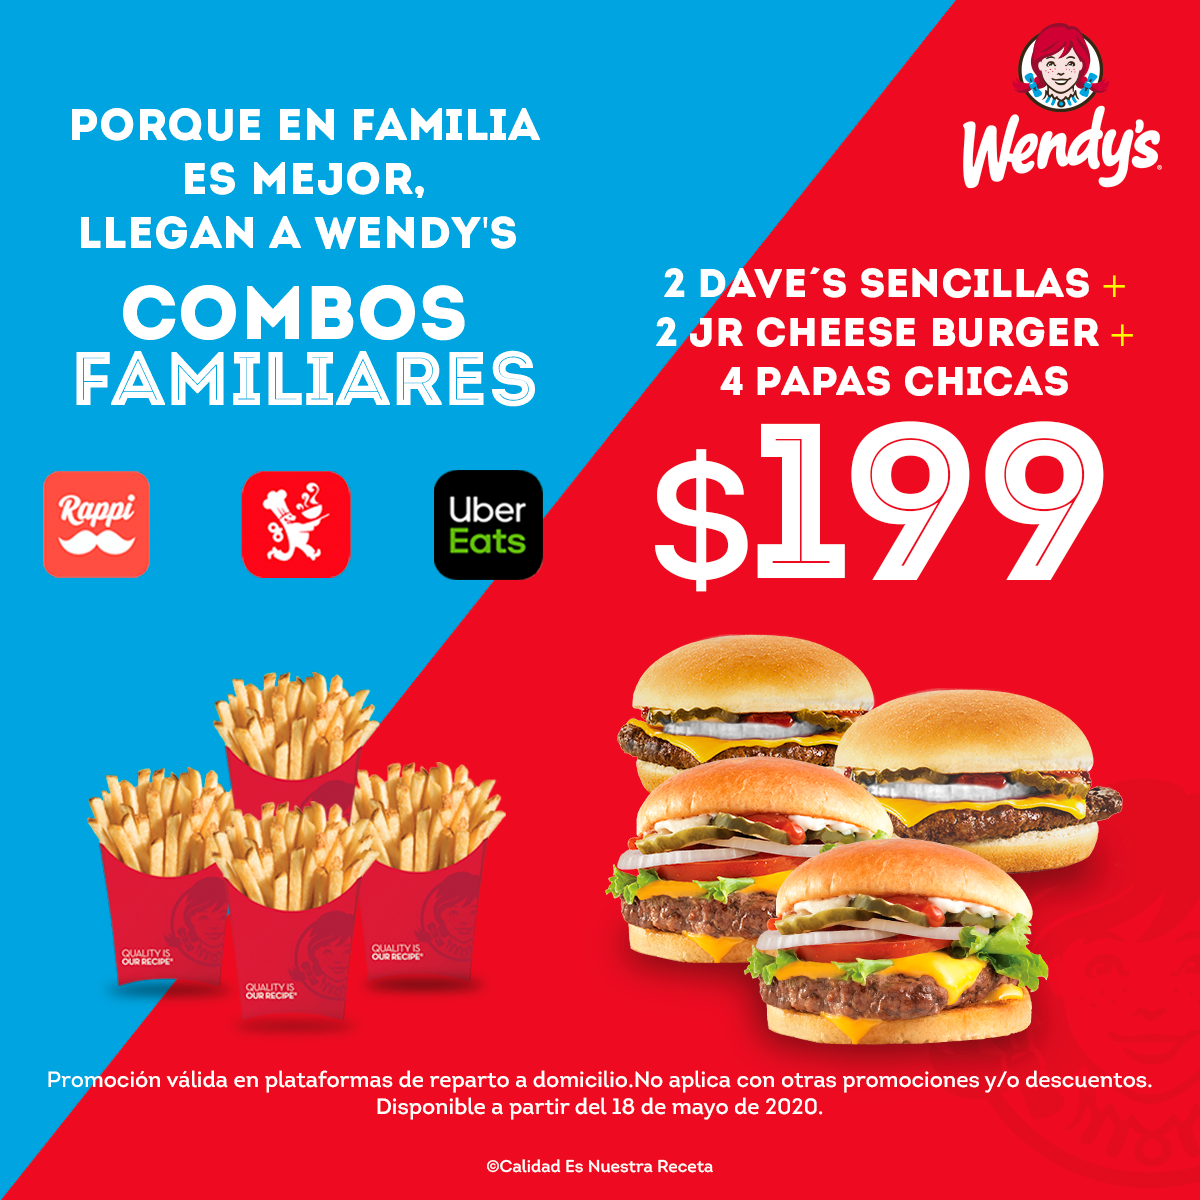 PORQUE EN FAMILIA
ES MEJOR,
LLEGAN A WENDY'S
COMBOS
FAMILIARES
Rappi
Uber
Eats
Wendy's
2 DAVE´S SENCILLAS +
2 JR CHEESE BURGER +
4 PAPAS CHICAS
$199
QUALITY IS
OUR RECIPE®
QUALITY IS
OUR RECIPE®
QUALITY IS
OUR RECIPE®
Promoción válida en plataformas de reparto a domicilio.No aplica con otras promociones y/o descuentos.
Disponible a partir del 18 de mayo de 2020.
©Calidad Es Nuestra Receta